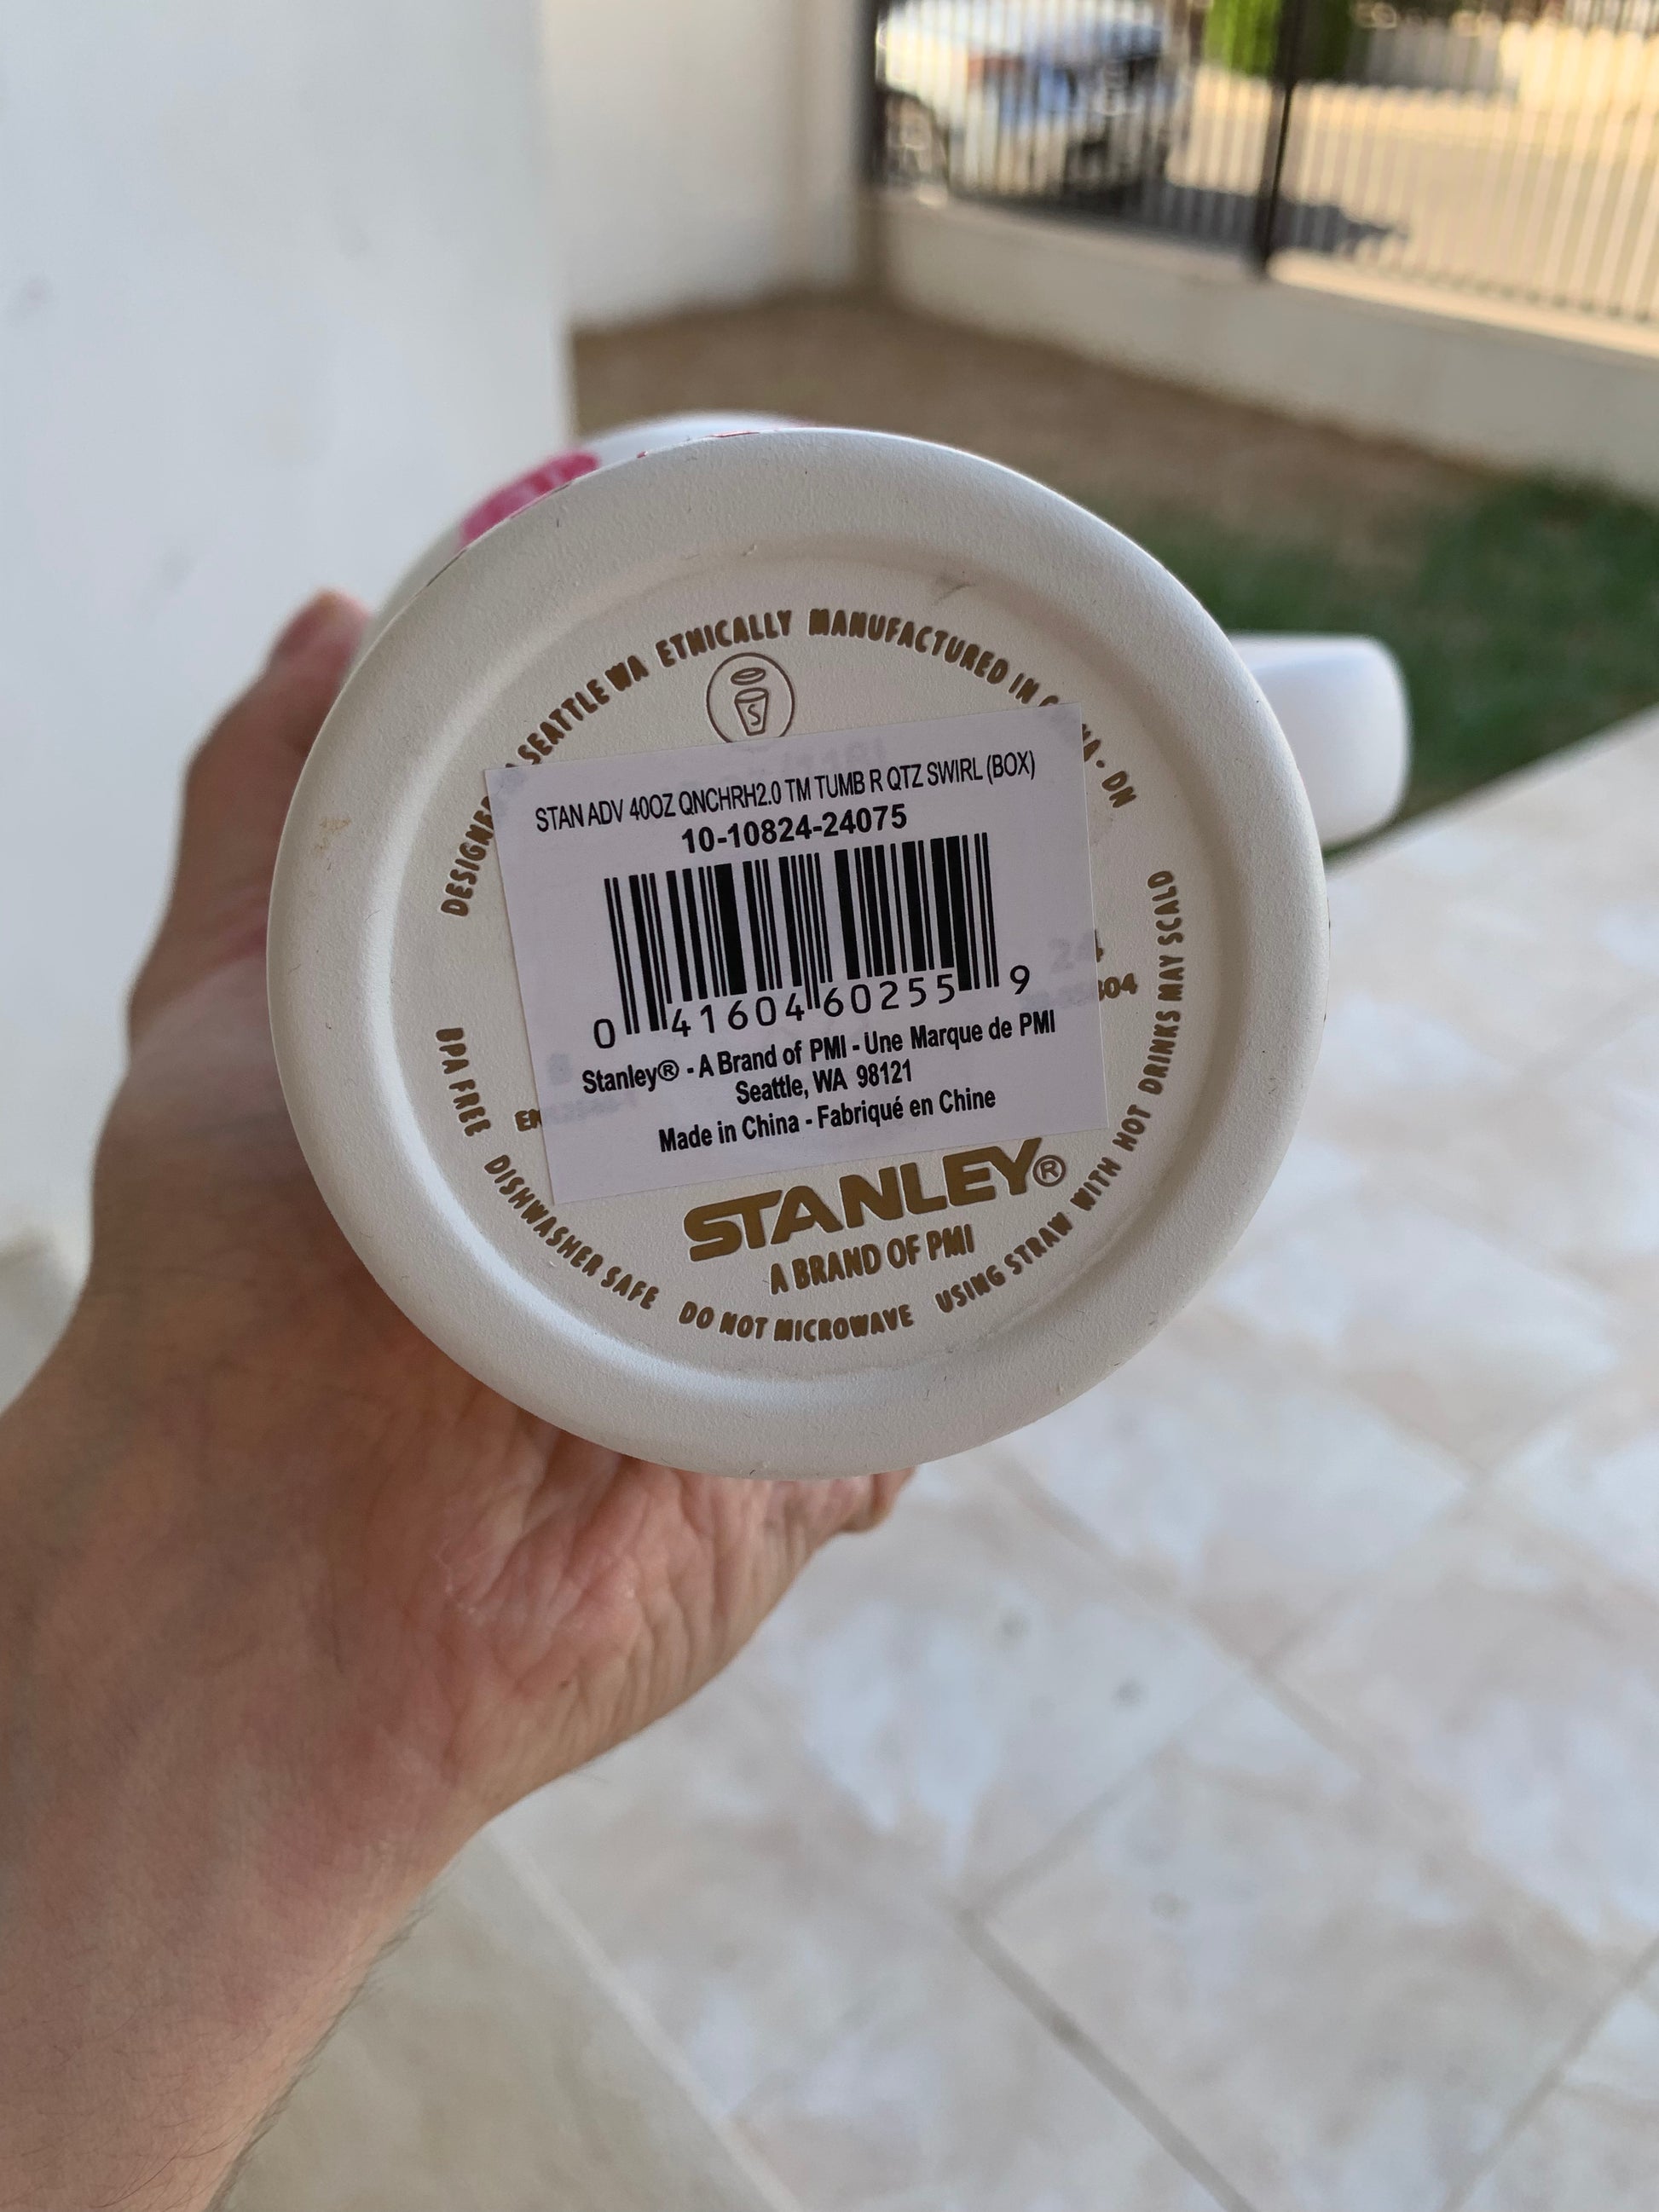 SEATTLE WA ETHICALLY MANUFACTURED IN
DN
S
STAN ADV 40OZ QNCHRH2.0 TM TUMB R QTZ SWIRL (BOX)
10-10824-24075
0 41604 60255 9
Stanley® - A Brand of PMI - Une Marque de PMI
Seattle, WA 98121
Made in China - Fabriqué en Chine
STANLEY®
A BRAND OF PMI
BPA FREE DISHWASHER SAFE DO NOT MICROWAVE USING STRAW WITH HOT DRINKS MAY SCALD